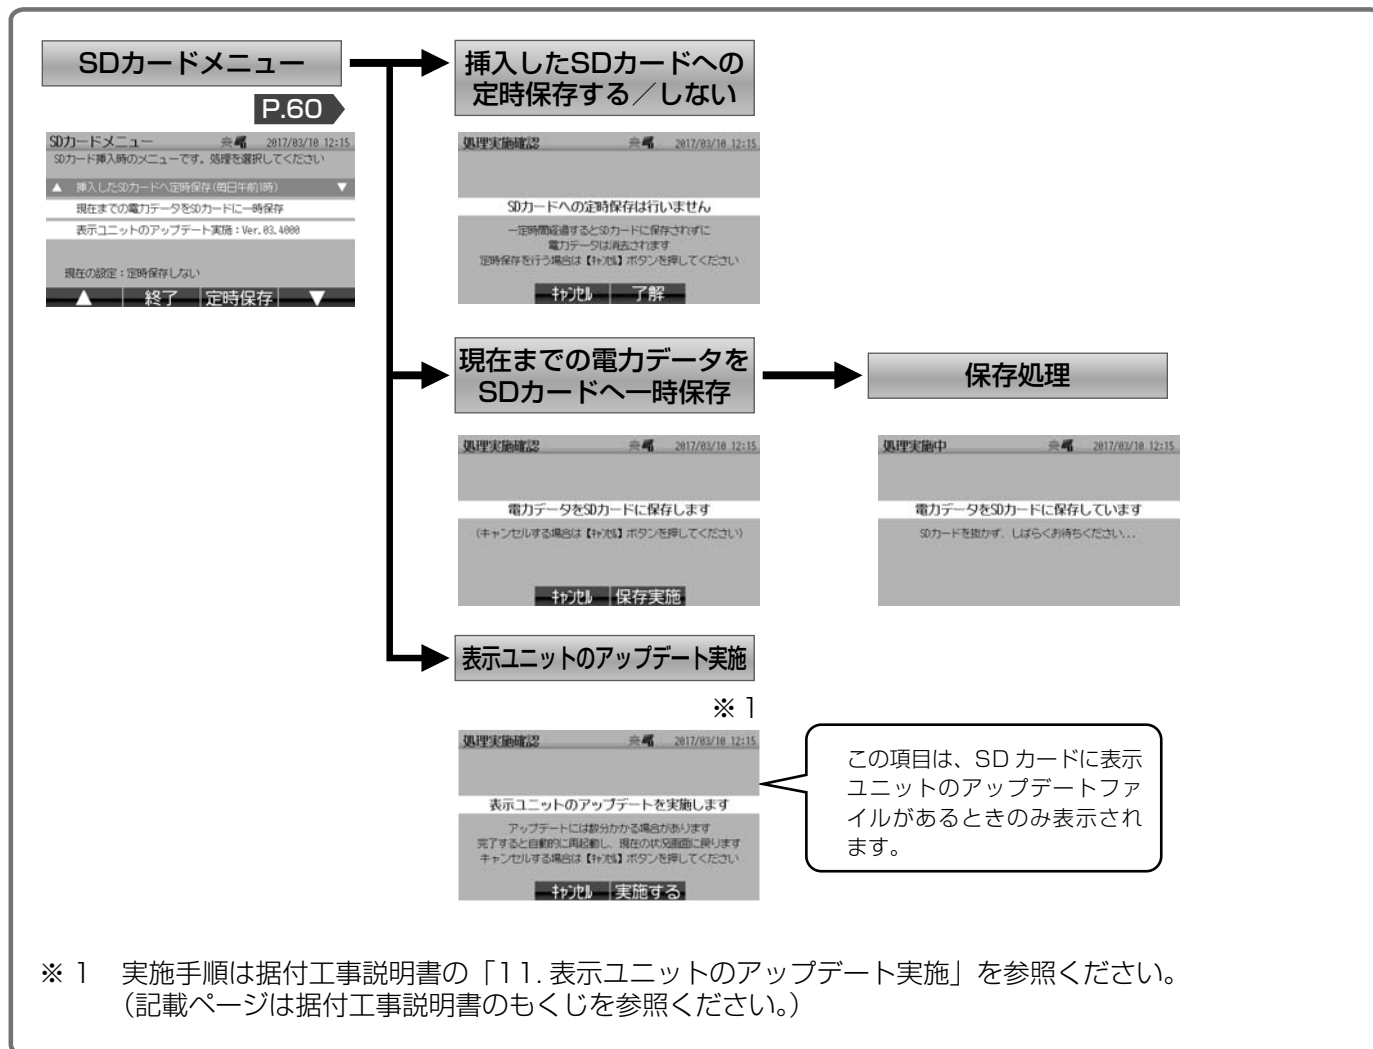 SDカードメニュー
P.60
SDカードメニュー 2017/03/10 12:15
SDカード挿入時のメニューです。処理を選択してください
▲ 挿入したSDカードへ定時保存(毎日午前1時) ▼
現在までの電力データをSDカードに一時保存
表示ユニットのアップデート実施：Ver.03.4000
現在の設定：定時保存しない
▲ 終了 定時保存 ▼
挿入したSDカードへの
定時保存する／しない
処理実施確認 2017/03/10 12:15
SDカードへの定時保存は行いません
一定時間経過するとSDカードに保存されずに
電力データは消去されます
定時保存を行う場合は【ｷｬﾝｾﾙ】ボタンを押してください
ｷｬﾝｾﾙ 了解
現在までの電力データを
SDカードへ一時保存
処理実施確認 2017/03/10 12:15
電力データをSDカードに保存します
(キャンセルする場合は【ｷｬﾝｾﾙ】ボタンを押してください)
ｷｬﾝｾﾙ 保存実施
保存処理
処理実施中 2017/03/10 12:15
電力データをSDカードに保存しています
SDカードを抜かず、しばらくお待ちください...
表示ユニットのアップデート実施
※1
処理実施確認 2017/03/10 12:15
表示ユニットのアップデートを実施します
アップデートには数分かかる場合があります
完了すると自動的に再起動し、現在の状況画面に戻ります
キャンセルする場合は【ｷｬﾝｾﾙ】ボタンを押してください
ｷｬﾝｾﾙ 実施する
この項目は、SDカードに表示
ユニットのアップデートファ
イルがあるときのみ表示され
ます。
※1 実施手順は据付工事説明書の「11.表示ユニットのアップデート実施」を参照ください。
（記載ページは据付工事説明書のもくじを参照ください。）